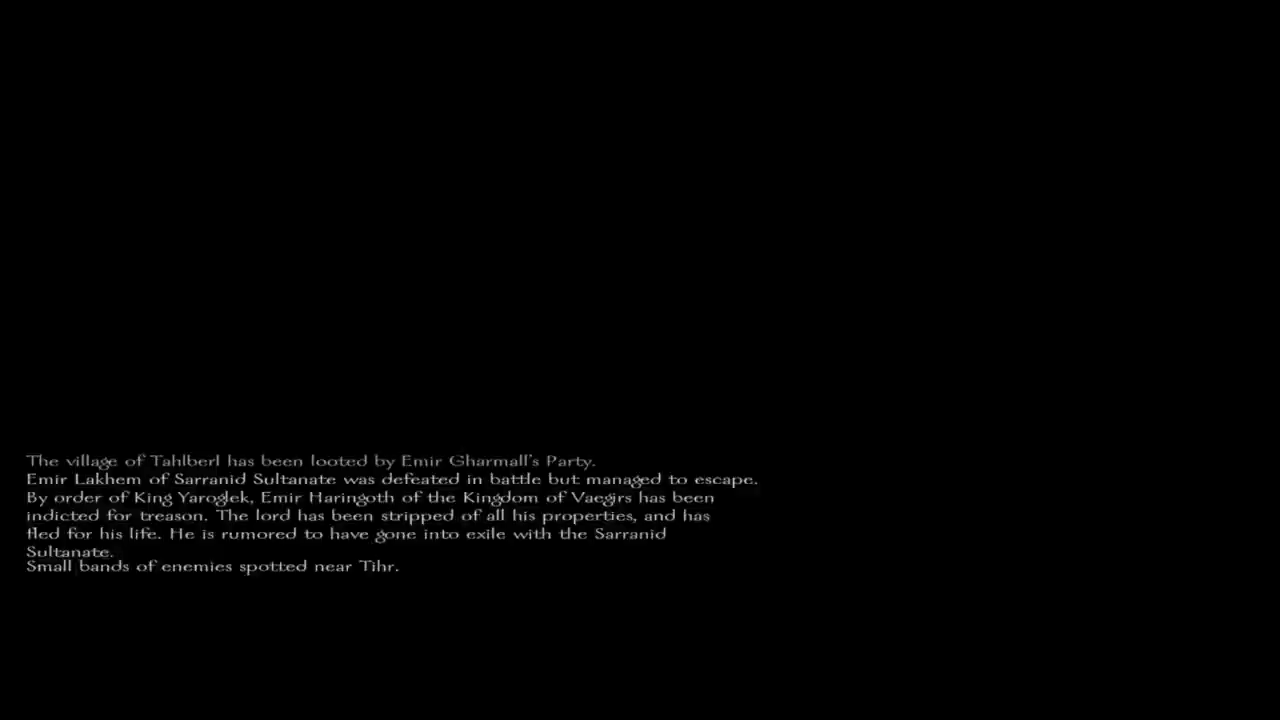 The village of Tahlberl has been looted by Emir Gharmall's Party.
Emir Lakhem of Sarranid Sultanate was defeated in battle but managed to escape.
By order of King Yaroglek, Emir Haringoth of the Kingdom of Vaegirs has been
indicted for treason. The lord has been stripped of all his properties, and has
fled for his life. He is rumored to have gone into exile with the Sarranid
Sultanate.
Small bands of enemies spotted near Tihr.